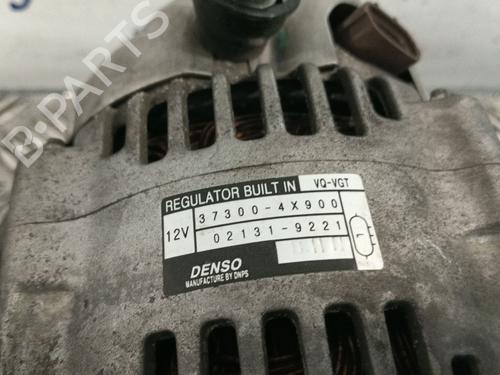 REGULATOR BUILT IN VQ-VGT
12V 37300-4X900
02131-9221
DENSO
MANUFACTURE BY DNPS
B-PARTS